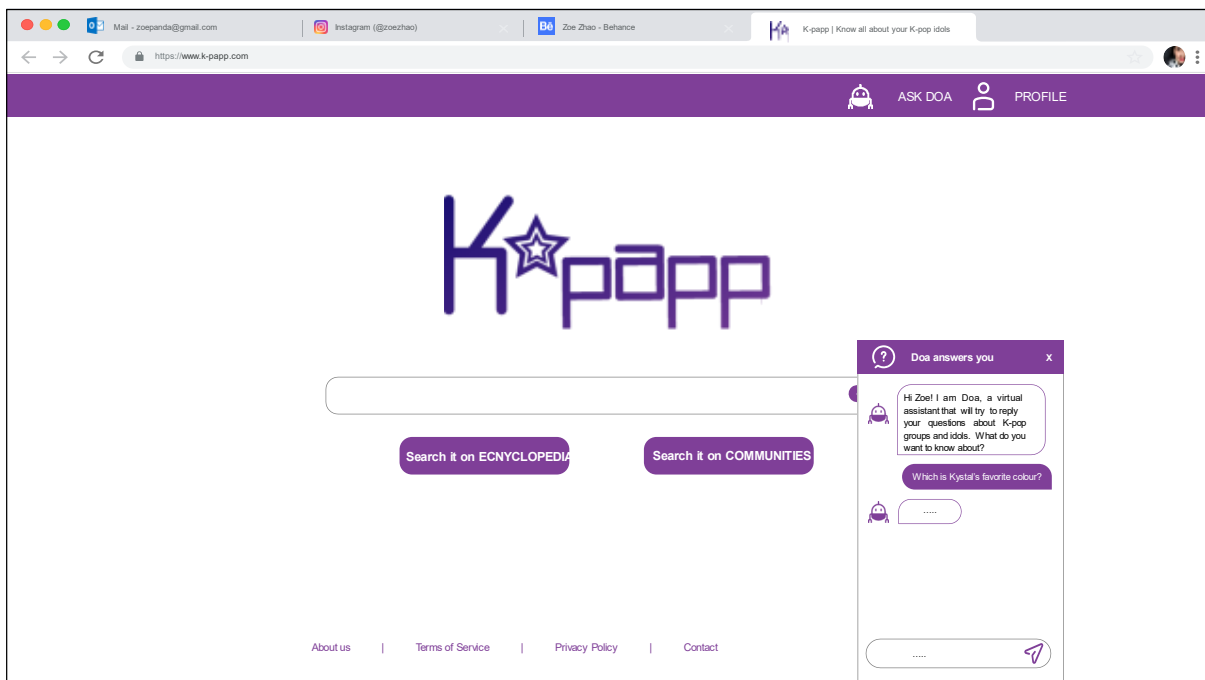 Mail - zoepanda@gmail.com
Instagram (@zoezhao)
Bē Zoe Zhao - Behance
K-papp | Know all about your K-pop idols
https://www.k-papp.com
ASK DOA
PROFILE
K papp
Doa answers you X
Hi Zoe! I am Doa, a virtual
assistant that will try to reply
your questions about K-pop
groups and idols. What do you
want to know about?
Search it on ECNYCLOPEDIA
Search it on COMMUNITIES
Which is Kystal's favorite colour?
.....
About us | Terms of Service | Privacy Policy | Contact
.....